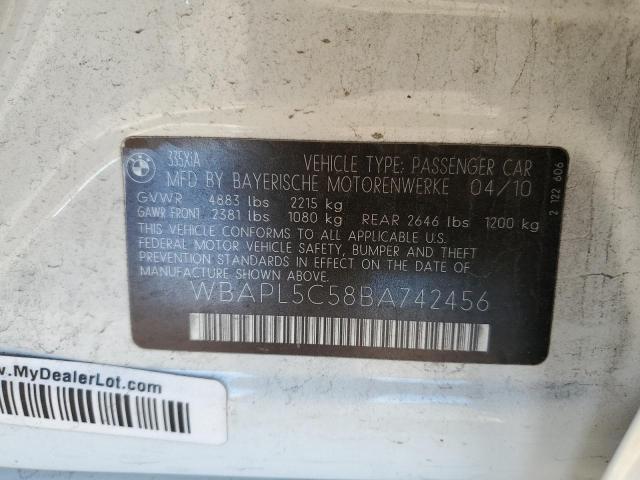 BMW
335XiA VEHICLE TYPE: PASSENGER CAR
MFD BY BAYERISCHE MOTORENWERKE 04/10
GVWR 4883 lbs 2215 kg
GAWR FRONT 2381 lbs 1080 kg REAR 2646 lbs 1200 kg
THIS VEHICLE CONFORMS TO ALL APPLICABLE U.S.
FEDERAL MOTOR VEHICLE SAFETY, BUMPER AND THEFT
PREVENTION STANDARDS IN EFFECT ON THE DATE OF
MANUFACTURE SHOWN ABOVE.
WBAPL5C58BA742456
2 122 606
w.MyDealerLot.com